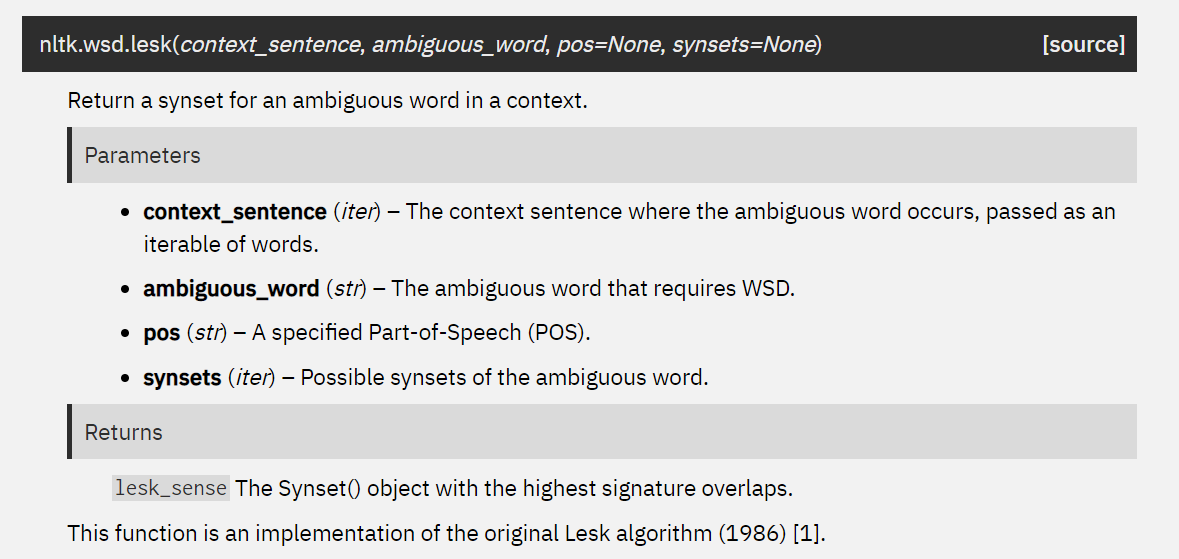 nltk.wsd.lesk(context_sentence, ambiguous_word, pos=None, synsets=None) [source]
Return a synset for an ambiguous word in a context.
Parameters
• context_sentence (iter) – The context sentence where the ambiguous word occurs, passed as an
iterable of words.
• ambiguous_word (str) – The ambiguous word that requires WSD.
• pos (str) – A specified Part-of-Speech (POS).
• synsets (iter) – Possible synsets of the ambiguous word.
Returns
lesk_sense The Synset() object with the highest signature overlaps.
This function is an implementation of the original Lesk algorithm (1986) [1].